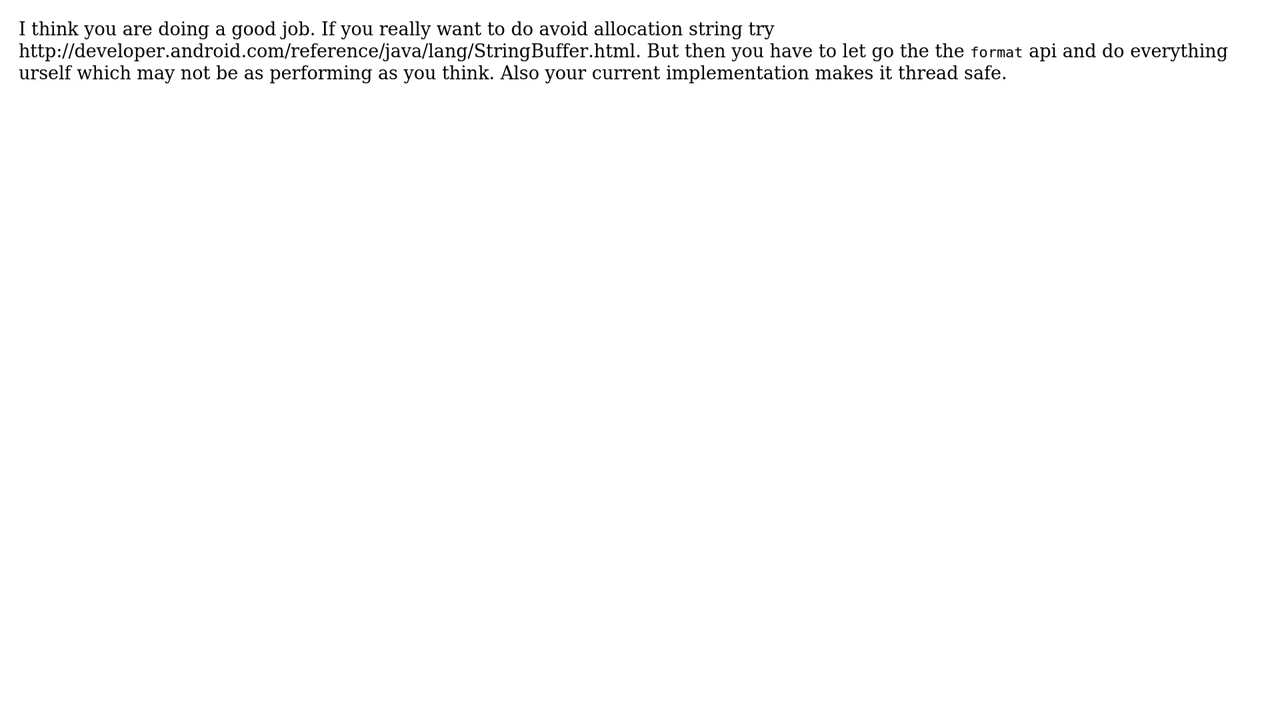 I think you are doing a good job. If you really want to do avoid allocation string try
http://developer.android.com/reference/java/lang/StringBuffer.html. But then you have to let go the the format api and do everything
urself which may not be as performing as you think. Also your current implementation makes it thread safe.